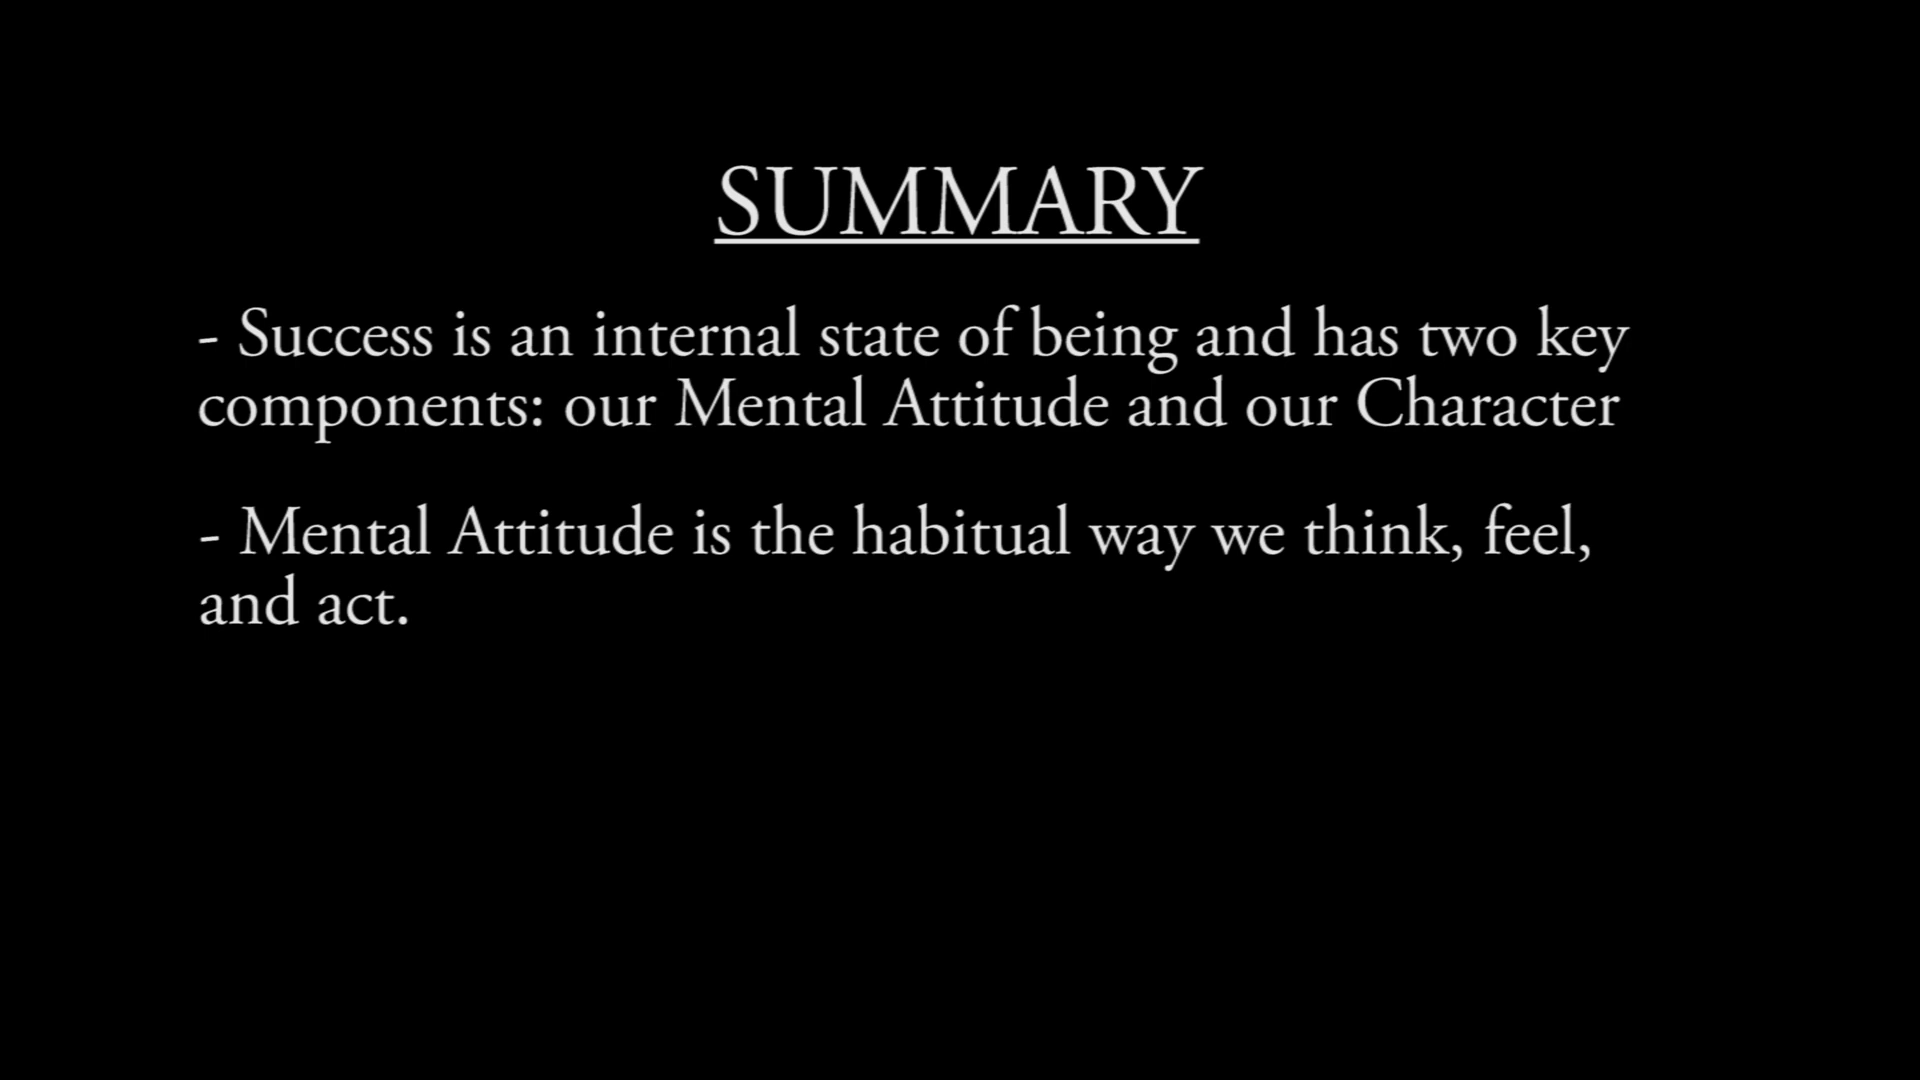 SUMMARY
- Success is an internal state of being and has two key
components: our Mental Attitude and our Character
- Mental Attitude is the habitual way we think, feel,
and act.